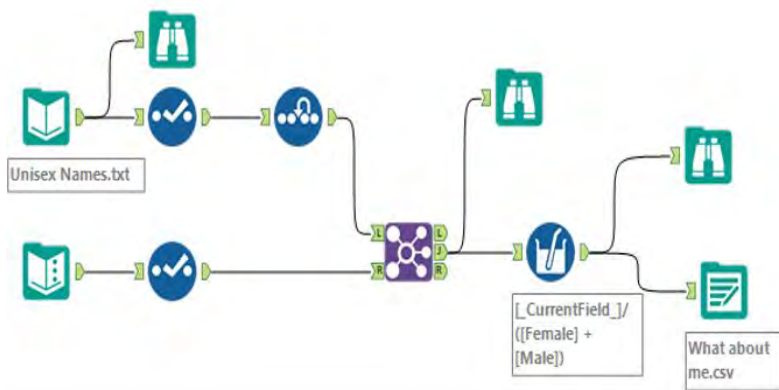 Unisex Names.txt
L
L
J
R
R
[_CurrentField_]/
([Female] +
[Male])
What about
me.csv